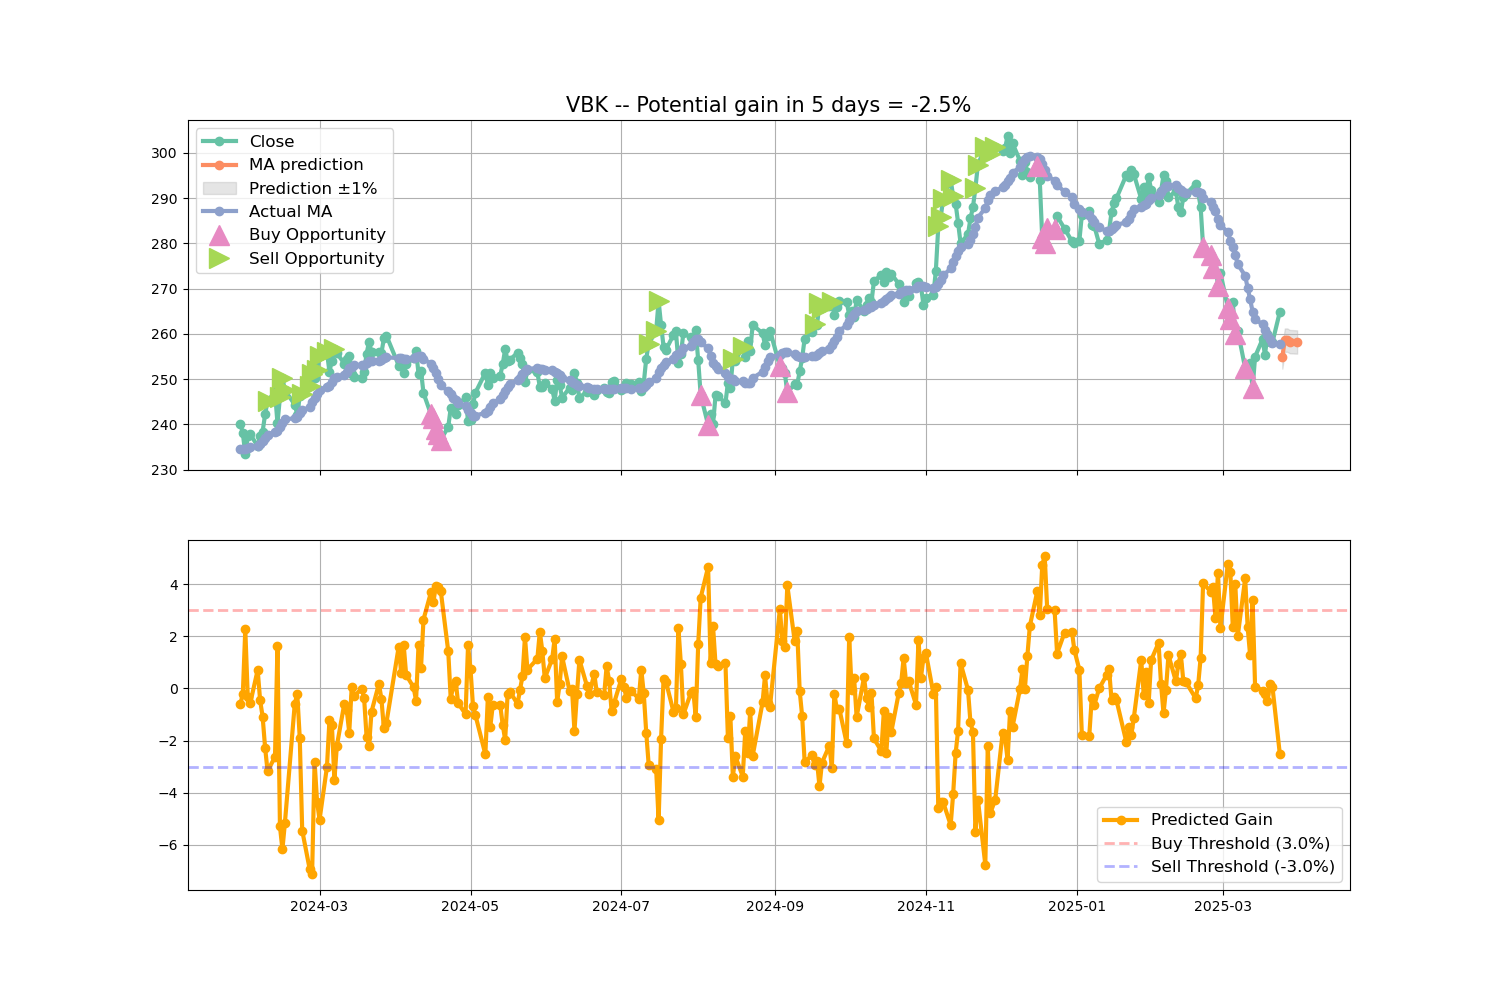 VBK -- Potential gain in 5 days = -2.5%
Close
MA prediction
Prediction ±1%
Actual MA
Buy Opportunity
Sell Opportunity
300
290
280
270
260
250
240
230
4
2
0
−2
−4
−6
Predicted Gain
Buy Threshold (3.0%)
Sell Threshold (-3.0%)
2024-03 2024-05 2024-07 2024-09 2024-11 2025-01 2025-03